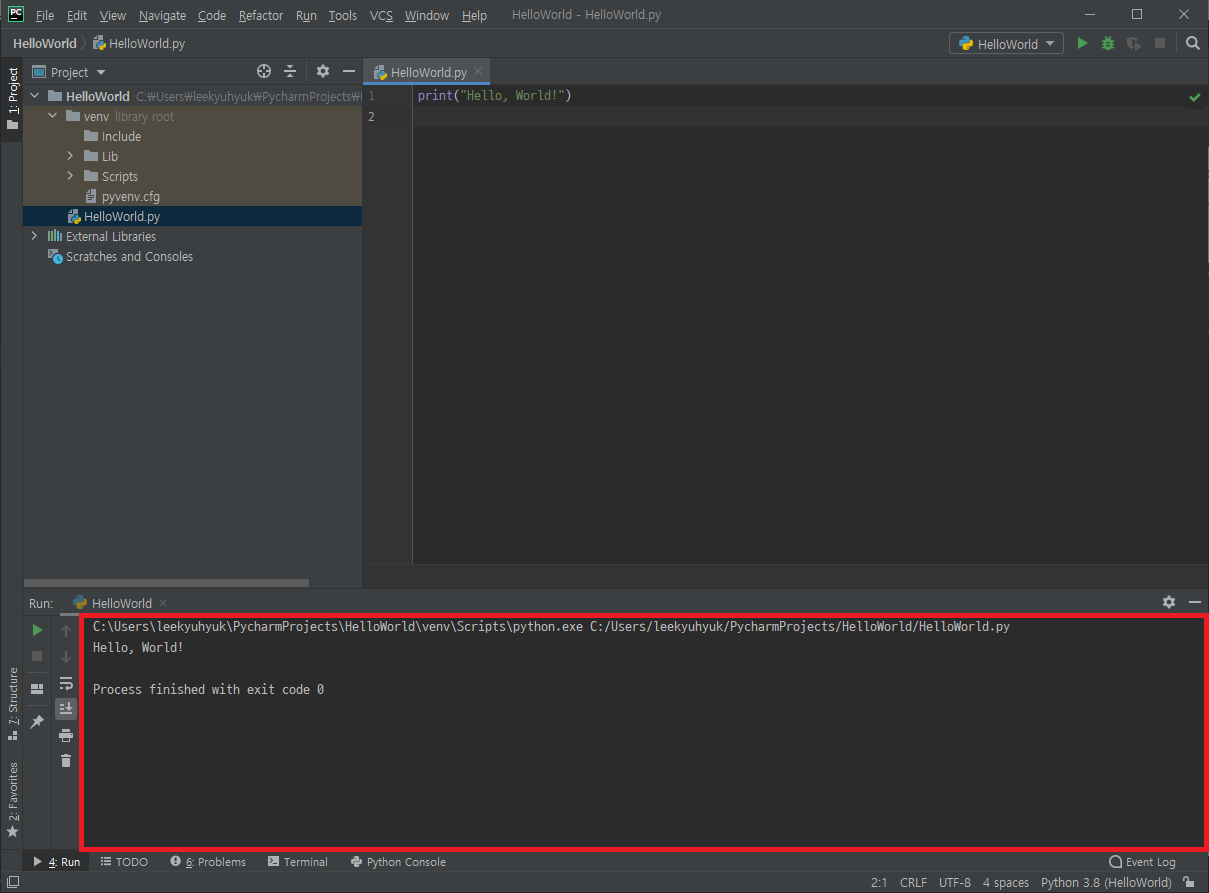 PC File Edit View Navigate Code Refactor Run Tools VCS Window Help HelloWorld - HelloWorld.py
HelloWorld HelloWorld.py HelloWorld
1: Project
Project
HelloWorld C:₩Users₩leekyuhyuk₩PycharmProjects₩
venv library root
Include
Lib
Scripts
pyvenv.cfg
HelloWorld.py
External Libraries
Scratches and Consoles
HelloWorld.py
1 print("Hello, World!")
2
Run: HelloWorld
C:\Users\leekyuhyuk\PycharmProjects\HelloWorld\venv\Scripts\python.exe C:/Users/leekyuhyuk/PycharmProjects/HelloWorld/HelloWorld.py
Hello, World!
Process finished with exit code 0
7: Structure
2: Favorites
4: Run TODO 6: Problems Terminal Python Console Event Log
2:1 CRLF UTF-8 4 spaces Python 3.8 (HelloWorld)